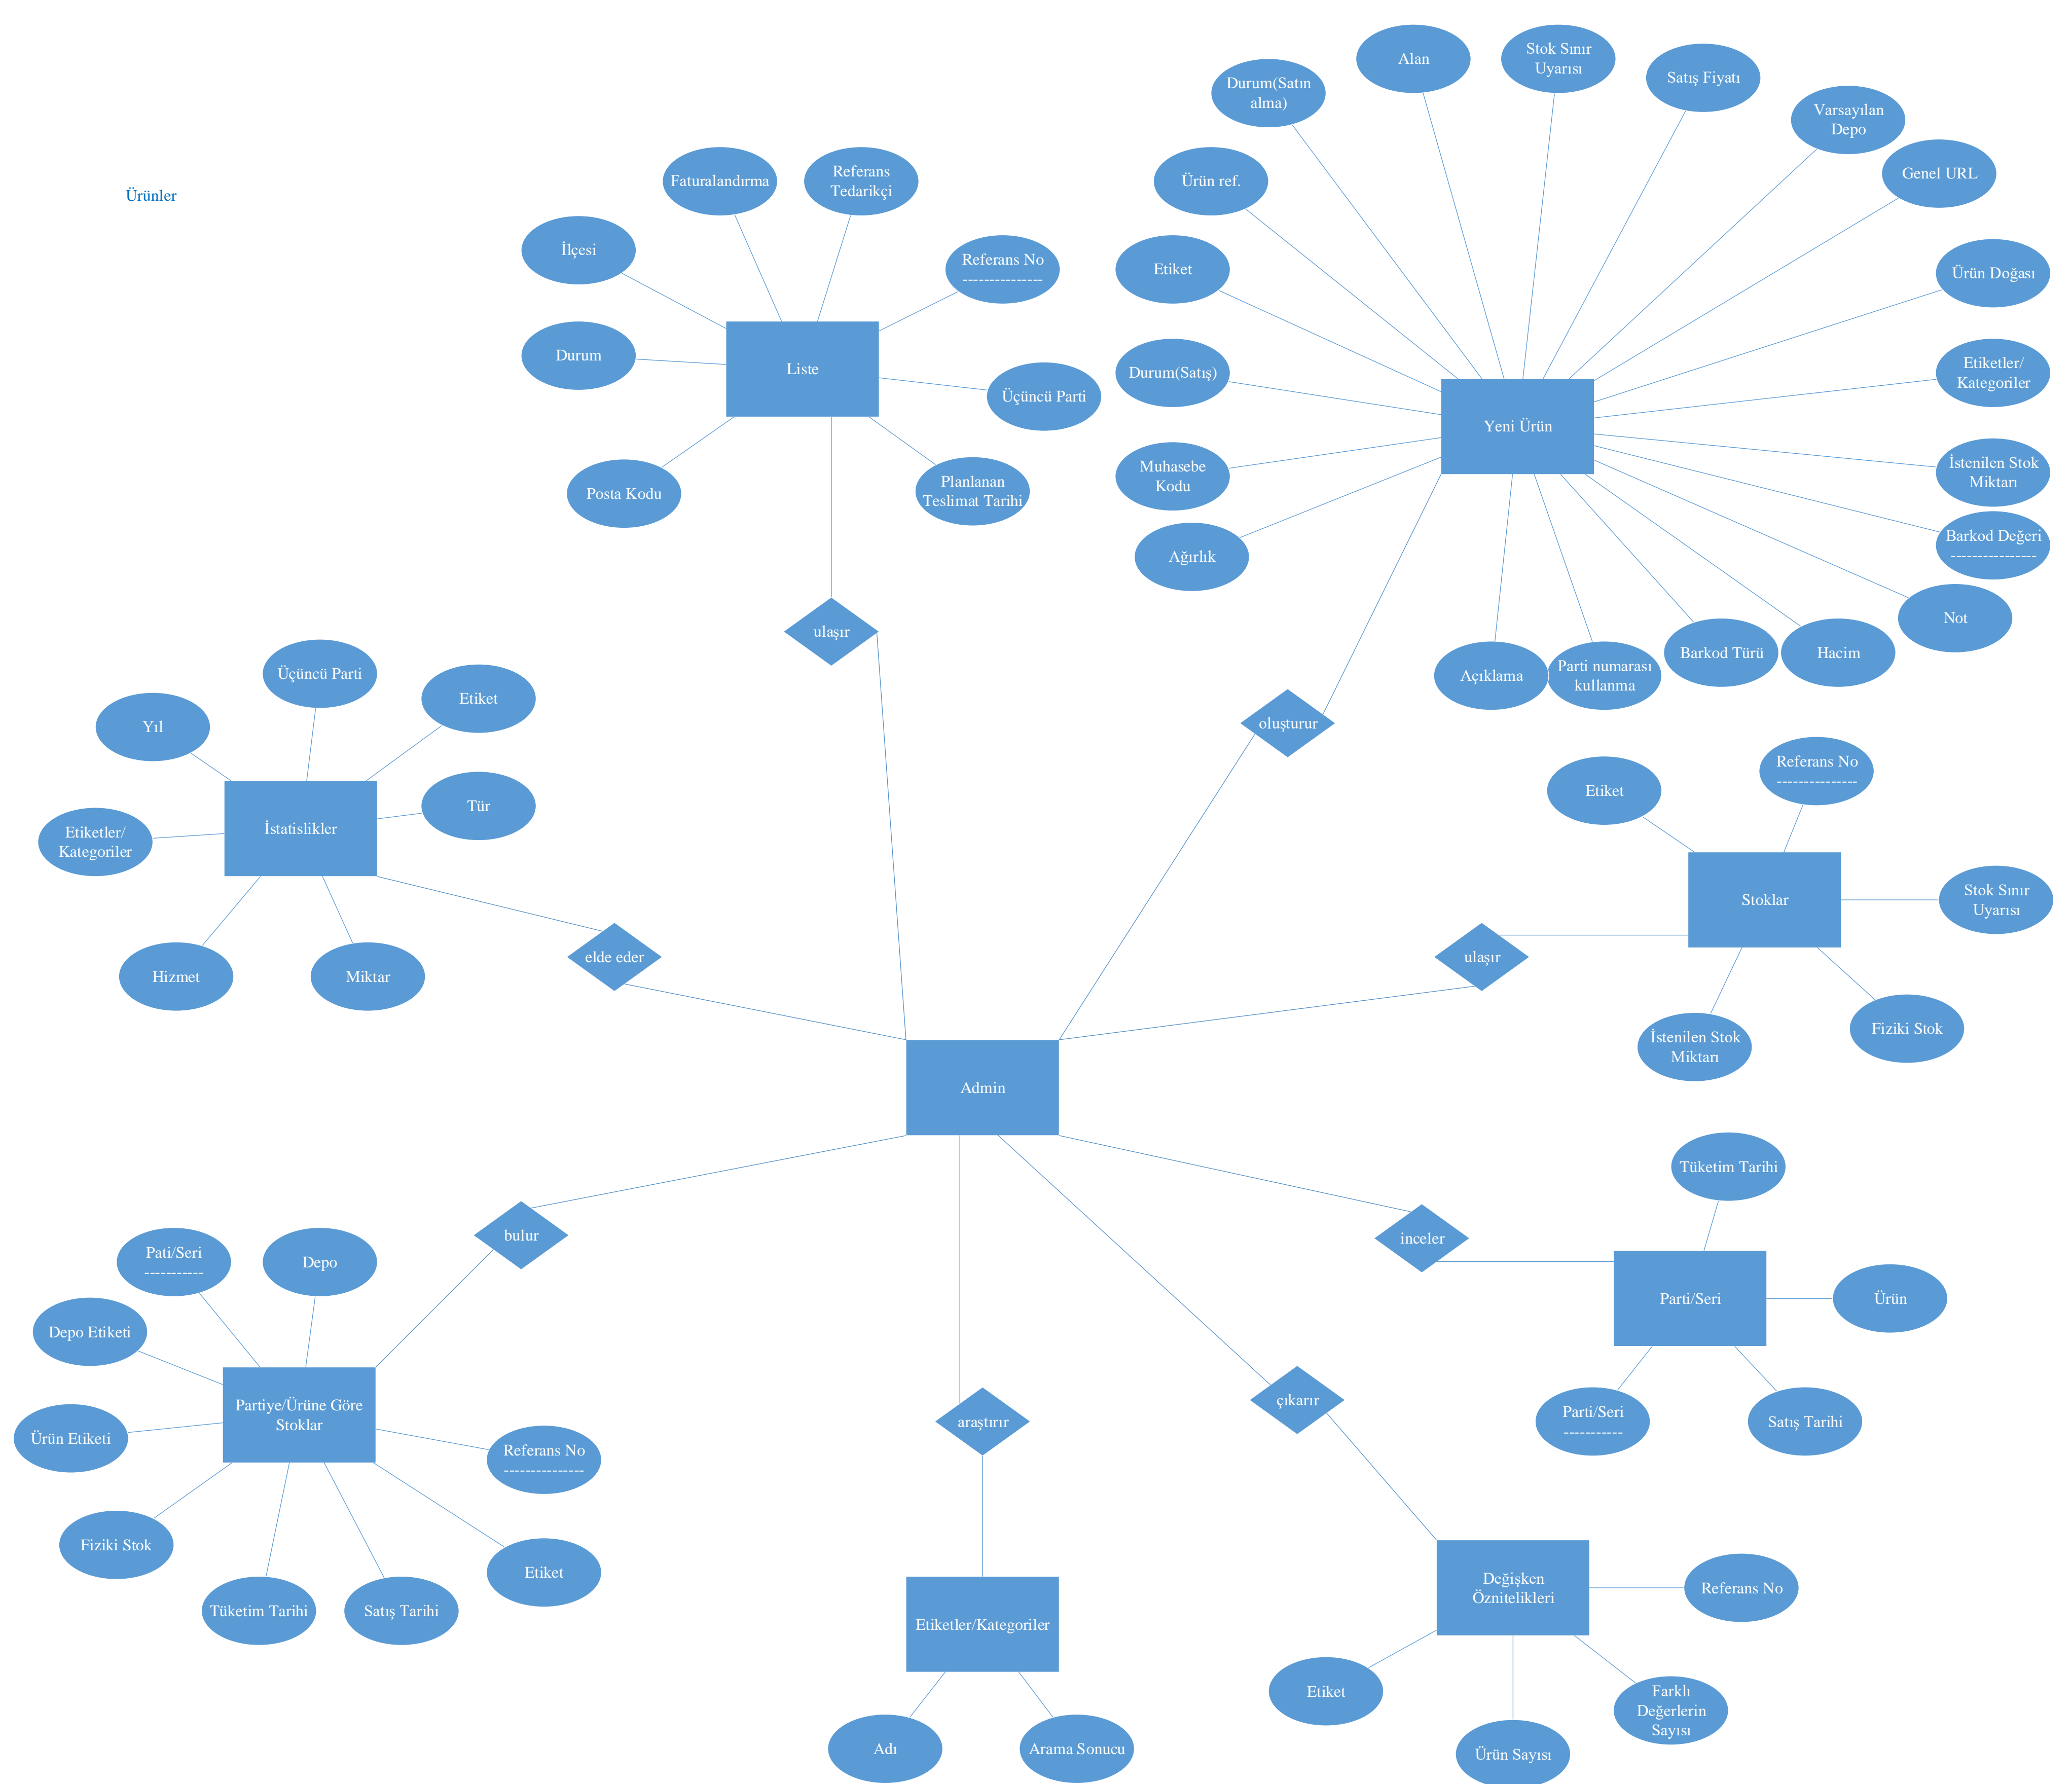 Ürünler
Faturalandırma
Referans
Tedarikçi
İlçesi
Referans No
---------------
Durum
Liste
Üçüncü Parti
Posta Kodu
Planlanan
Teslimat Tarihi
ulaşır
Durum(Satın
alma)
Alan
Stok Sınır
Uyarısı
Satış Fiyatı
Varsayılan
Depo
Genel URL
Ürün ref.
Etiket
Ürün Doğası
Durum(Satış)
Etiketler/
Kategoriler
Yeni Ürün
Muhasebe
Kodu
İstenilen Stok
Miktarı
Ağırlık
Barkod Değeri
----------------
Not
Açıklama
Parti numarası
kullanma
Barkod Türü
Hacim
oluşturur
Üçüncü Parti
Etiket
Yıl
Tür
İstatislikler
Etiketler/
Kategoriler
Hizmet
Miktar
elde eder
Referans No
---------------
Etiket
Stoklar
Stok Sınır
Uyarısı
ulaşır
Fiziki Stok
İstenilen Stok
Miktarı
Admin
bulur
Pati/Seri
-----------
Depo
Depo Etiketi
Partiye/Ürüne Göre
Stoklar
Ürün Etiketi
Referans No
---------------
Fiziki Stok
Etiket
Tüketim Tarihi
Satış Tarihi
araştırır
Etiketler/Kategoriler
Adı
Arama Sonucu
çıkarır
Değişken
Öznitelikleri
Referans No
Etiket
Farklı
Değerlerin
Sayısı
Ürün Sayısı
inceler
Tüketim Tarihi
Parti/Seri
Ürün
Parti/Seri
-----------
Satış Tarihi